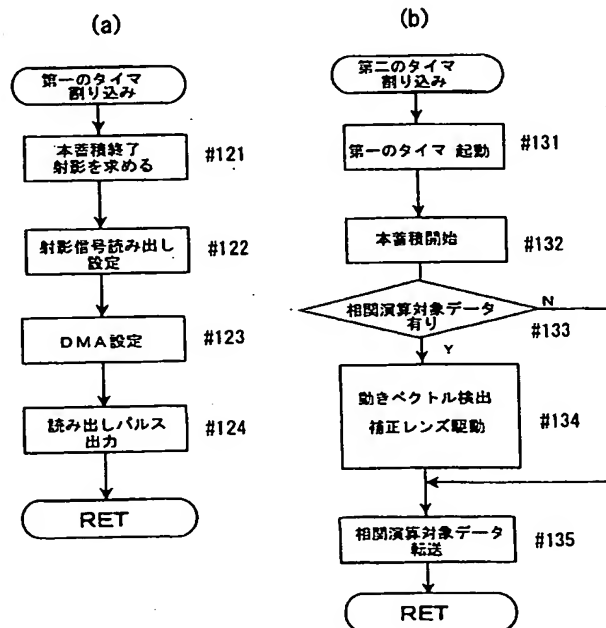 (a)
第一のタイマ
割り込み
本蓄積終了
射影を求める
#121
射影信号読み出し
設定
#122
DMA設定
#123
読み出しパルス
出力
#124
RET
(b)
第二のタイマ
割り込み
第一のタイマ 起動
#131
本蓄積開始
#132
相関演算対象データ
有り
N
#133
Y
動きベクトル検出
補正レンズ駆動
#134
相関演算対象データ
転送
#135
RET